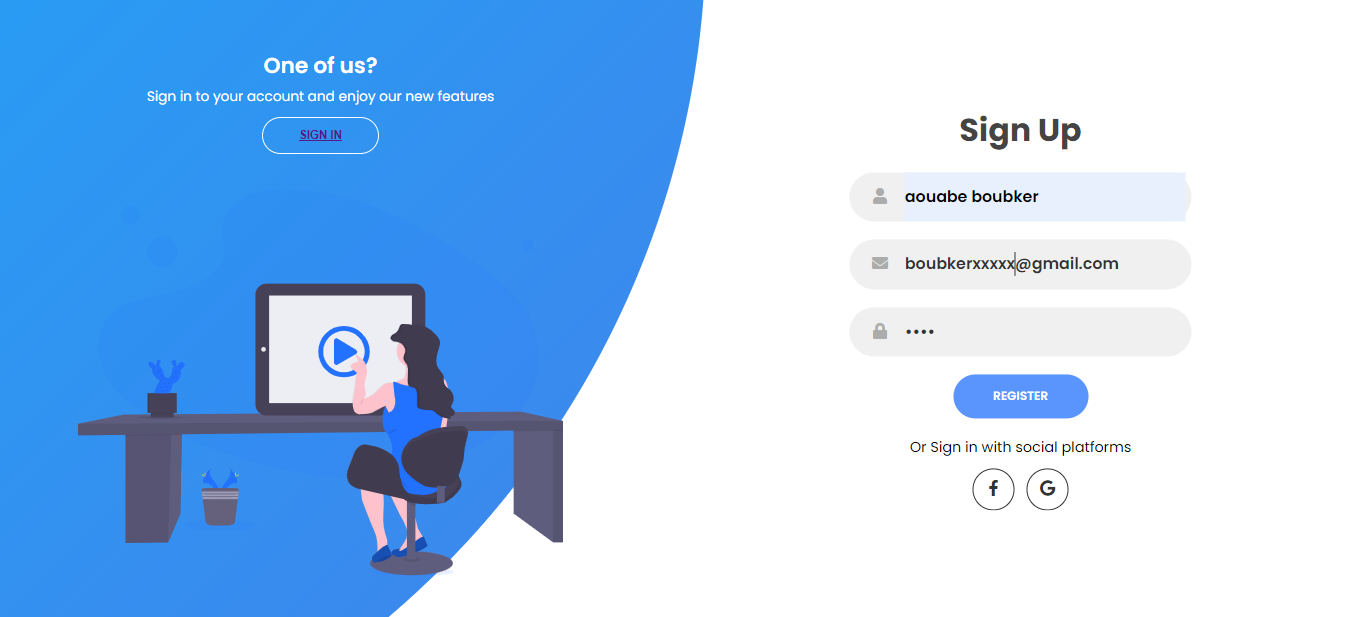 One of us?
Sign in to your account and enjoy our new features
SIGN IN
Sign Up
aouabe boubker
boubkerxxxxx@gmail.com
••••
REGISTER
Or Sign in with social platforms